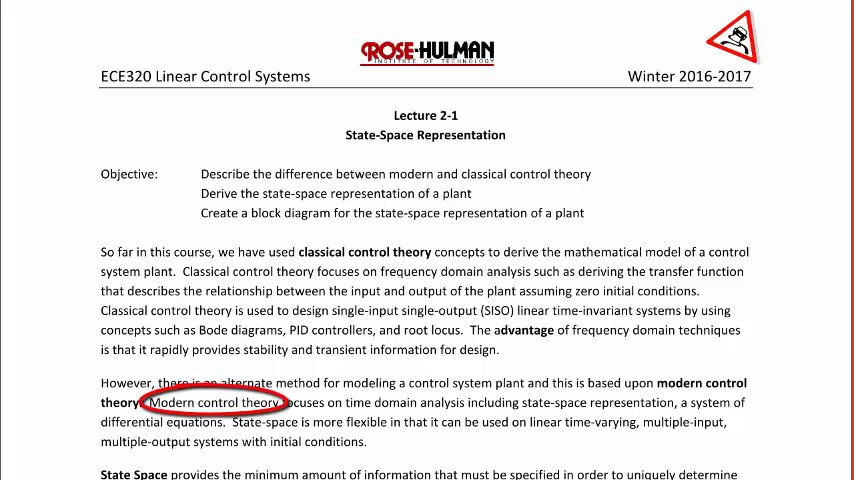 ROSE-HULMAN
INSTITUTE OF TECHNOLOGY
ECE320 Linear Control Systems Winter 2016-2017
Lecture 2-1
State-Space Representation
Objective: Describe the difference between modern and classical control theory
Derive the state-space representation of a plant
Create a block diagram for the state-space representation of a plant
So far in this course, we have used classical control theory concepts to derive the mathematical model of a control
system plant. Classical control theory focuses on frequency domain analysis such as deriving the transfer function
that describes the relationship between the input and output of the plant assuming zero initial conditions.
Classical control theory is used to design single-input single-output (SISO) linear time-invariant systems by using
concepts such as Bode diagrams, PID controllers, and root locus. The advantage of frequency domain techniques
is that it rapidly provides stability and transient information for design.
However, there is an alternate method for modeling a control system plant and this is based upon modern control
theory. Modern control theory focuses on time domain analysis including state-space representation, a system of
differential equations. State-space is more flexible in that it can be used on linear time-varying, multiple-input,
multiple-output systems with initial conditions.
State Space provides the minimum amount of information that must be specified in order to uniquely determine